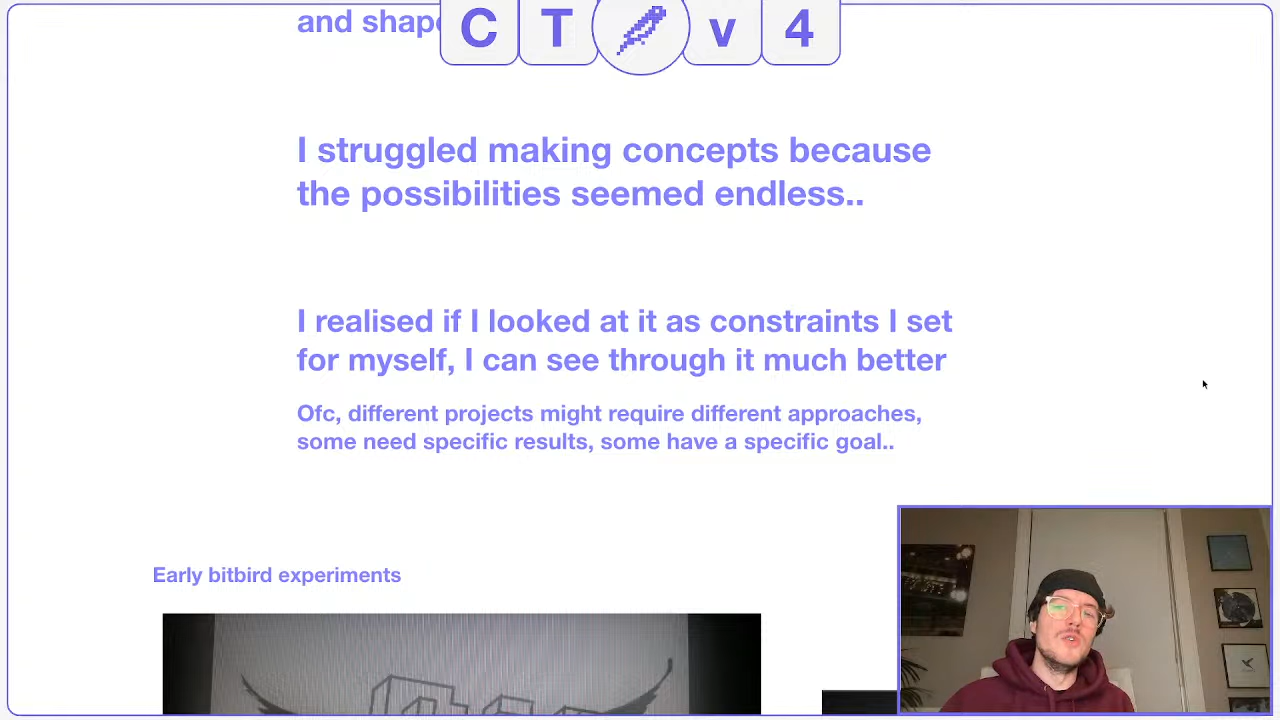 and shape
C T v 4
I struggled making concepts because
the possibilities seemed endless..
I realised if I looked at it as constraints I set
for myself, I can see through it much better
Ofc, different projects might require different approaches,
some need specific results, some have a specific goal..
Early bitbird experiments